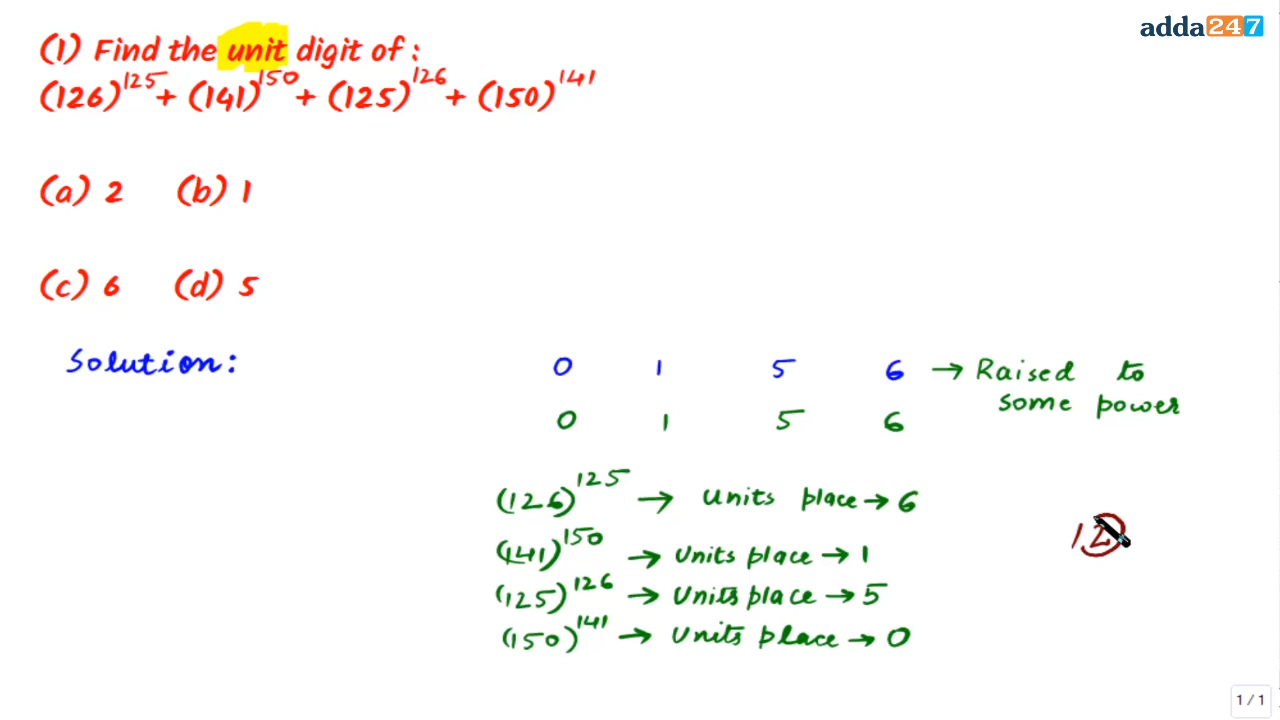 adda247
(1) Find the unit digit of :
(126)^125 + (141)^150 + (125)^126 + (150)^141
(a) 2 (b) 1
(c) 6 (d) 5
Solution:
0 1 5 6 → Raised to
some power
0 1 5 6
(126)^125 → Units place → 6
(141)^150 → Units place → 1
(125)^126 → Units place → 5
(150)^141 → Units place → 0
12
1 / 1